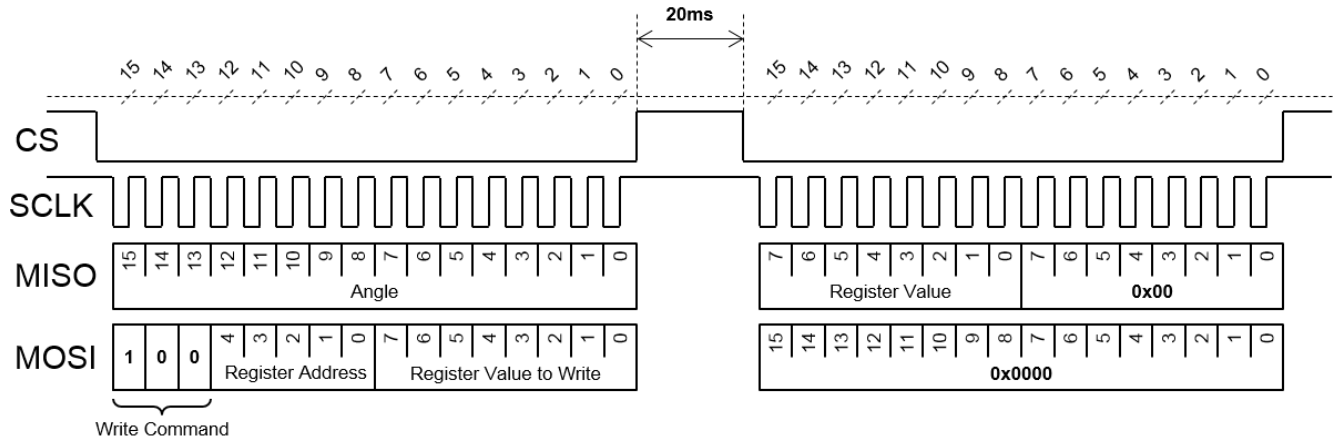 20ms
15 14 13 12 11 10 9 8 7 6 5 4 3 2 1 0 15 14 13 12 11 10 9 8 7 6 5 4 3 2 1 0
CS
SCLK
MISO 15 14 13 12 11 10 9 8 7 6 5 4 3 2 1 0 7 6 5 4 3 2 1 0 7 6 5 4 3 2 1 0
Angle Register Value 0x00
MOSI 1 0 0 4 3 2 1 0 7 6 5 4 3 2 1 0 15 14 13 12 11 10 9 8 7 6 5 4 3 2 1 0
Register Address Register Value to Write 0x0000
Write Command